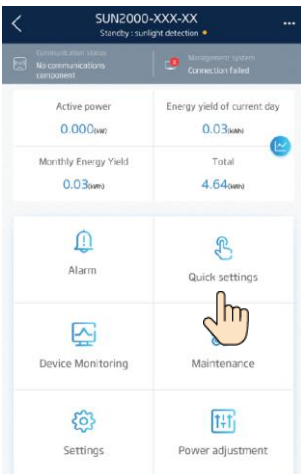 SUN2000-XXX-XX
Standby : sunlight detection
Communication status
No communications
component
Management system
Connection failed
Active power
0.000(kW)
Energy yield of current day
0.03(kWh)
Monthly Energy Yield
0.03(kWh)
Total
4.64(kWh)
Alarm
Quick settings
Device Monitoring
Maintenance
Settings
Power adjustment